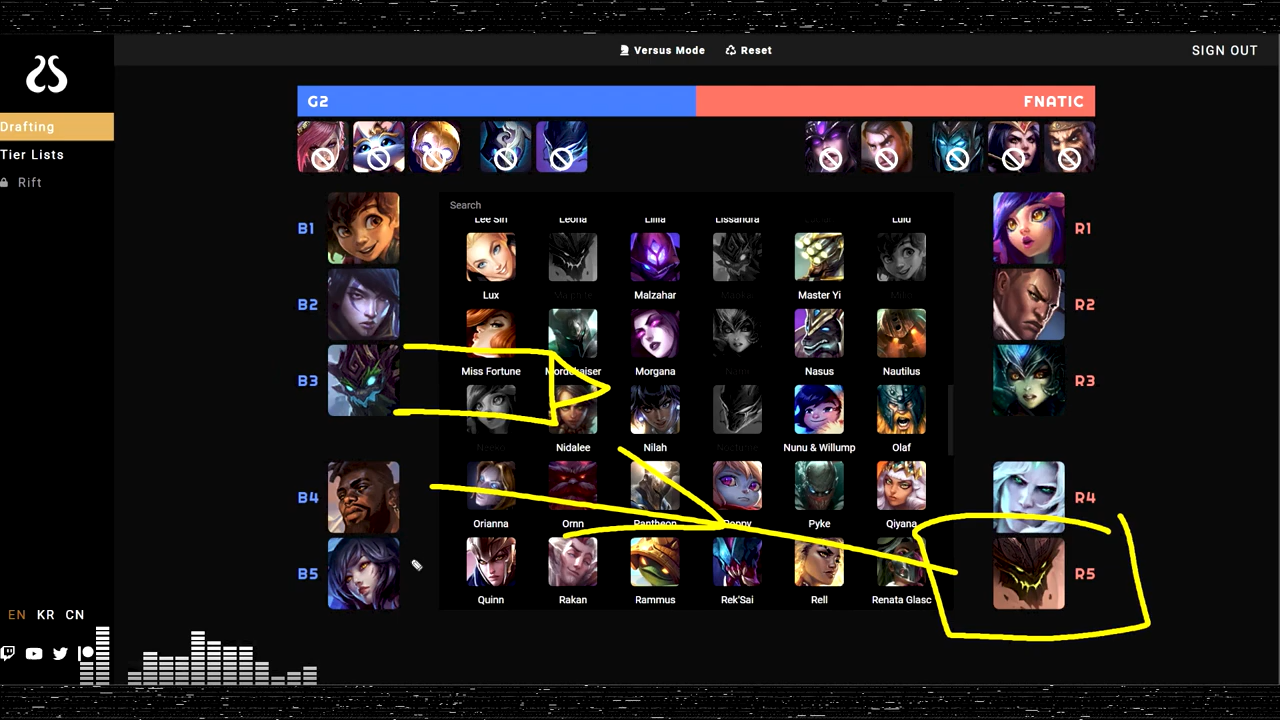 Versus Mode Reset
SIGN OUT
G2 FNATIC
Drafting
Tier Lists
Rift
Search
B1 R1
Lee Sin Leona Lillia Lissandra Lulu
Lux Malzahar Master Yi
B2 R2
Miss Fortune Mordekaiser Morgana Nasus Nautilus
B3 R3
Nidalee Nilah Nunu & Willump Olaf
B4 R4
Orianna Ornn Pantheon Poppy Pyke Qiyana
B5 R5
Quinn Rakan Rammus Rek'Sai Rell Renata Glasc
EN KR CN